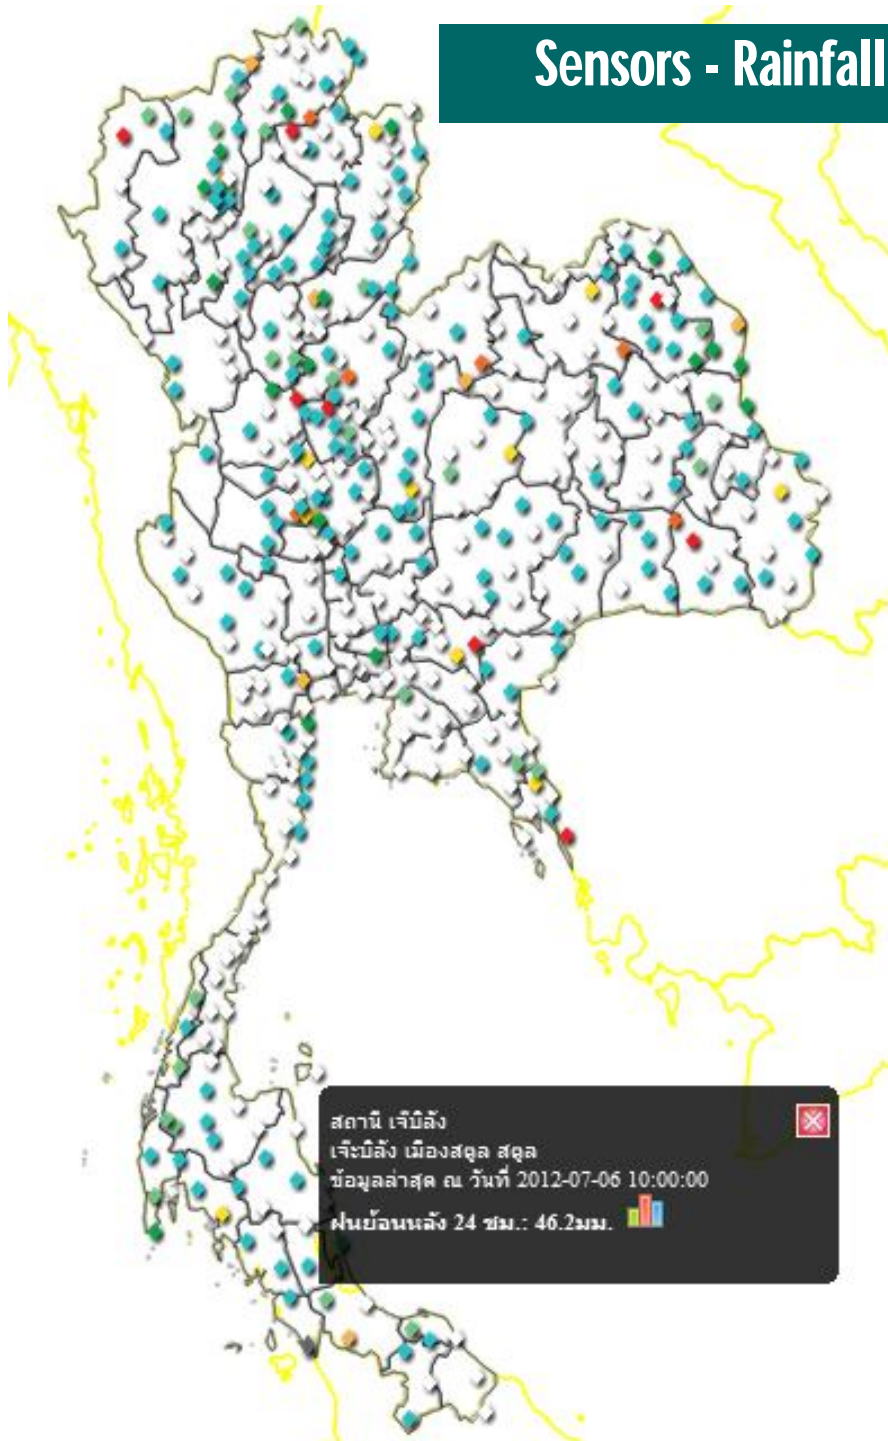 Sensors - Rainfall
สถานี เจ๊บิลัง
เจ๊ะบิลัง เมืองสตูล สตูล
ข้อมูลล่าสุด ณ วันที่ 2012-07-06 10:00:00
ฝนย้อนหลัง 24 ชม.: 46.2มม.